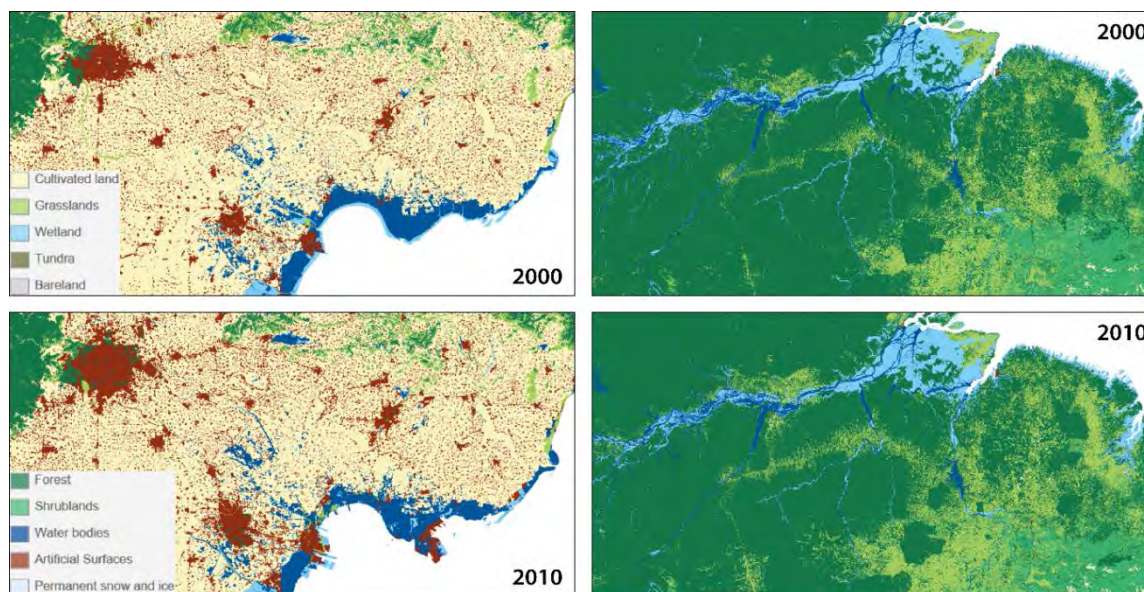 Cultivated land
Grasslands
Wetland
Tundra
Bareland
2000
2000
Forest
Shrublands
Water bodies
Artificial Surfaces
Permanent snow and ice
2010
2010